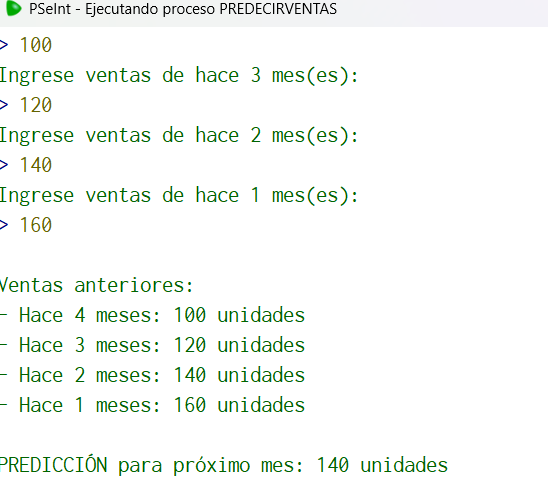 PSeInt - Ejecutando proceso PREDECIRVENTAS
> 100
Ingrese ventas de hace 3 mes(es):
> 120
Ingrese ventas de hace 2 mes(es):
> 140
Ingrese ventas de hace 1 mes(es):
> 160
Ventas anteriores:
- Hace 4 meses: 100 unidades
- Hace 3 meses: 120 unidades
- Hace 2 meses: 140 unidades
- Hace 1 meses: 160 unidades
PREDICCIÓN para próximo mes: 140 unidades